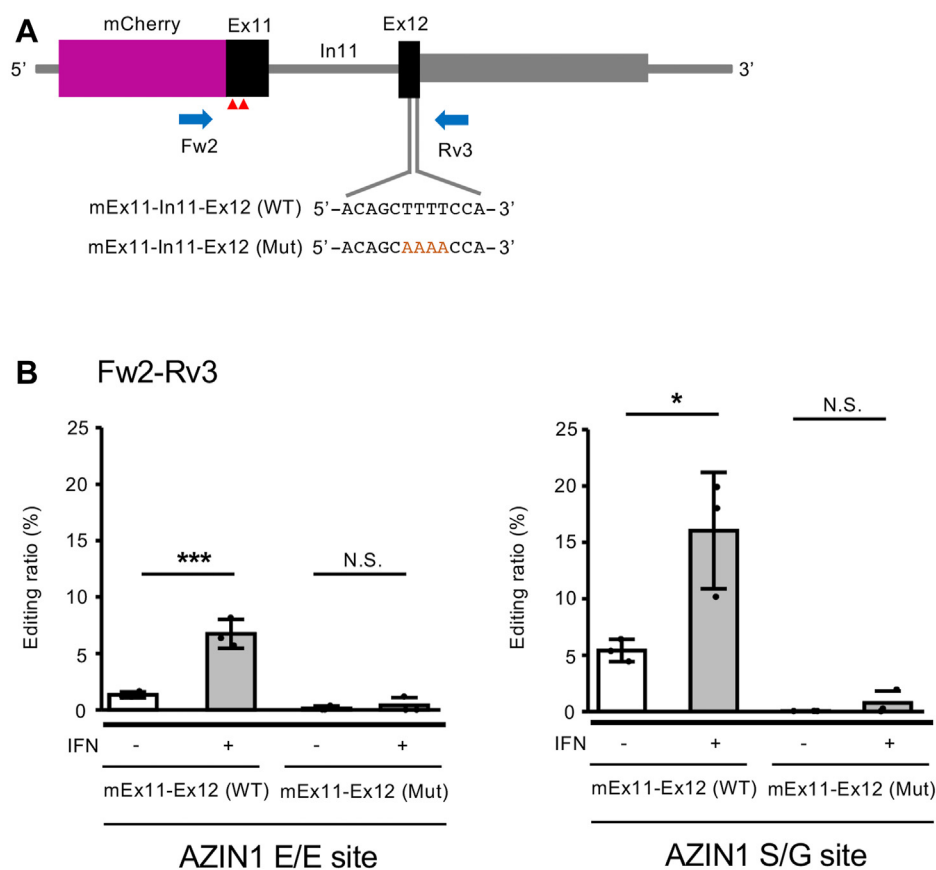 A
mCherry Ex11 In11 Ex12
5' 3'
Fw2 Rv3
mEx11-In11-Ex12 (WT) 5'-ACAGCTTTTCCA-3'
mEx11-In11-Ex12 (Mut) 5'-ACAGCAAAACCA-3'
B Fw2-Rv3
Editing ratio (%)
25
20
15
10
5
0
*** N.S.
IFN - + - +
mEx11-Ex12 (WT) mEx11-Ex12 (Mut)
AZIN1 E/E site
Editing ratio (%)
25
20
15
10
5
0
* N.S.
IFN - + - +
mEx11-Ex12 (WT) mEx11-Ex12 (Mut)
AZIN1 S/G site